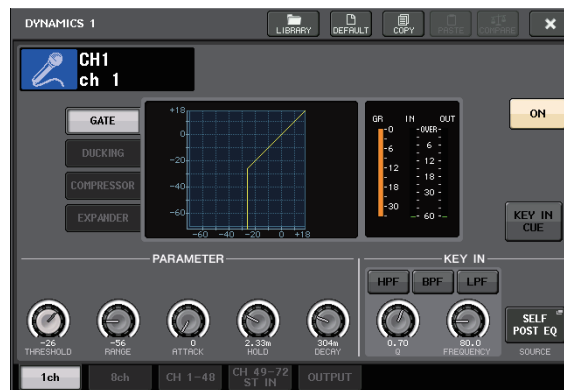 DYNAMICS 1
LIBRARY DEFAULT COPY PASTE COMPARE
CH1
ch 1
GATE
DUCKING
COMPRESSOR
EXPANDER
+18
0
-20
-40
-60
-60 -40 -20 0 +18
GR IN OUT
-0 -OVER-
-6 6
-12 12
-18 18
-30 30
60
ON
KEY IN CUE
PARAMETER
KEY IN
HPF BPF LPF
-26 -56 0 2.33m 304m 0.70 80.0
THRESHOLD RANGE ATTACK HOLD DECAY Q FREQUENCY
SELF POST EQ
SOURCE
1ch 8ch CH 1-48 CH 49-72 ST IN OUTPUT